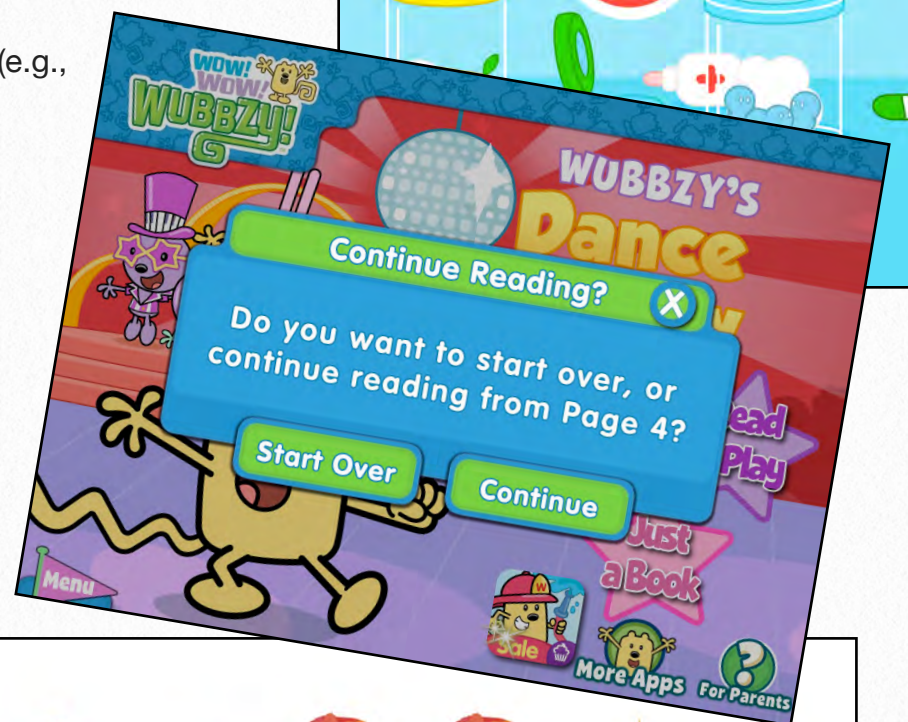 (e.g.,
WOW!
WOW!
WUBBZY!
WUBBZY'S
Dance
Continue Reading?
X
Do you want to start over, or
continue reading from Page 4?
Start Over
Continue
ead
Play
Just
a Book
Menu
W
Sale
More Apps
?
For Parents